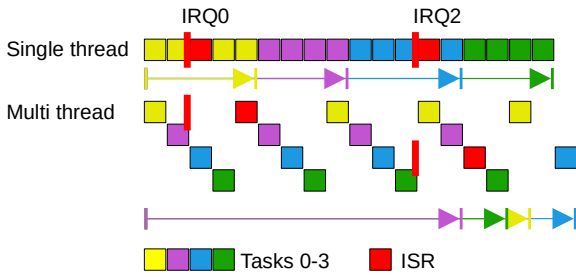 IRQ0 IRQ2
Single thread
Multi thread
Tasks 0-3 ISR